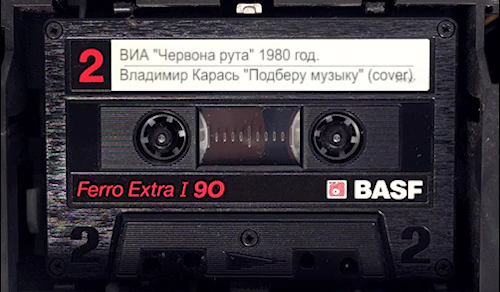 2
ВИА "Червона рута" 1980 год.
Владимир Карась "Подберу музыку" (cover).
Ferro Extra I 90
BASF
2
2